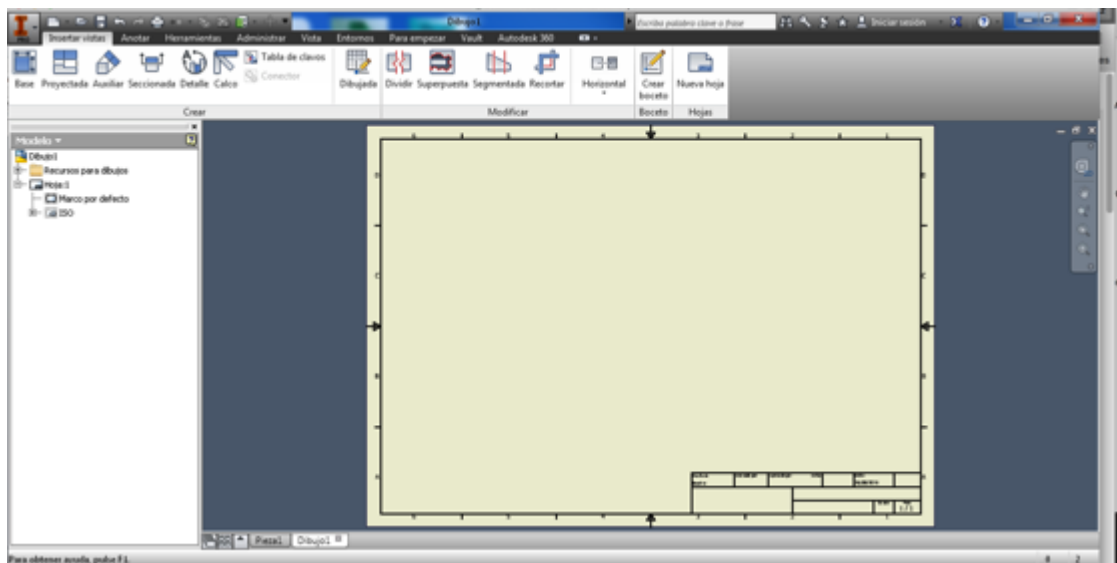 Dibujo1
Escriba palabra clave o frase
Iniciar sesión
PRO
Insertar vistas Anotar Herramientas Administrar Vista Entornos Para empezar Vault Autodesk 360
Tabla de clavos
Conector
Base Proyectada Auxiliar Seccionada Detalle Calco
Dibujada Dividir Superpuesta Segmentada Recortar
Horizontal
Crear boceto
Nueva hoja
Crear Modificar Boceto Hojas
Modelo
Dibujo1
Recursos para dibujos
Hoja:1
Marco por defecto
ISO
Pieza1 Dibujo1
Para obtener ayuda, pulse F1.